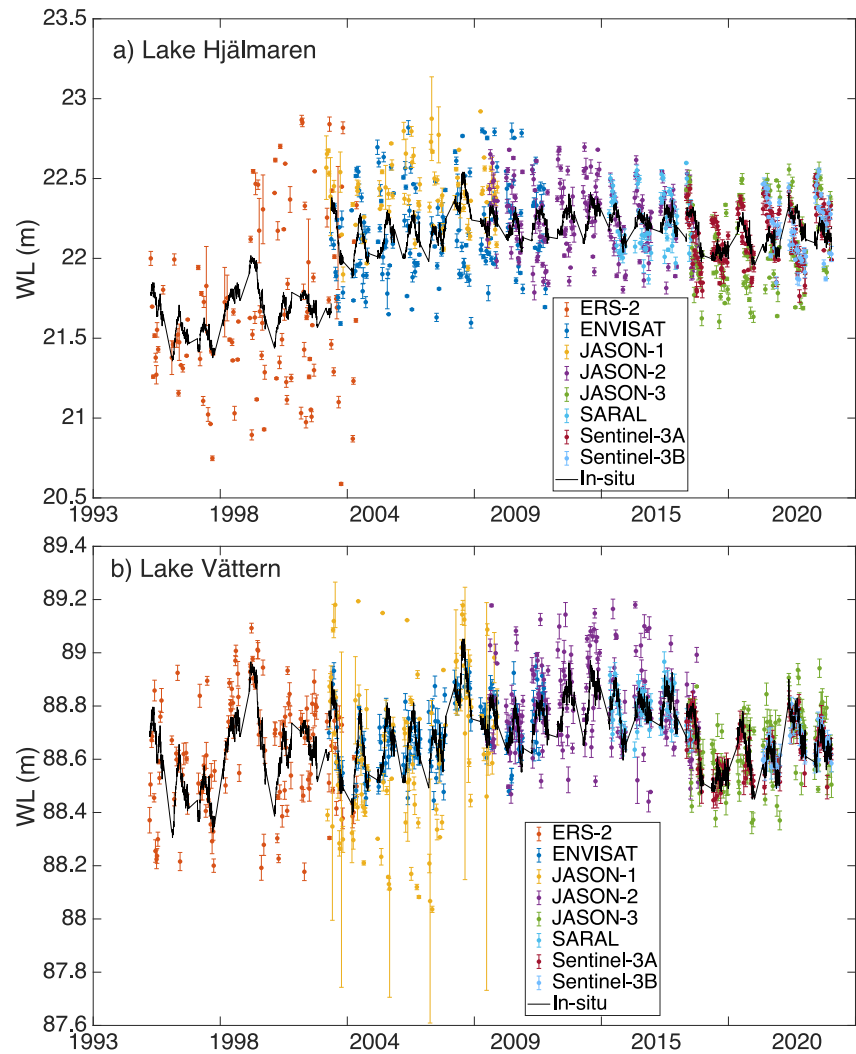 23.5
a) Lake Hjälmaren
23
22.5
22
21.5
21
20.5
WL (m)
ERS-2
ENVISAT
JASON-1
JASON-2
JASON-3
SARAL
Sentinel-3A
Sentinel-3B
In-situ
1993 1998 2004 2009 2015 2020
89.4
b) Lake Vättern
89.2
89
88.8
88.6
88.4
88.2
88
87.8
87.6
WL (m)
ERS-2
ENVISAT
JASON-1
JASON-2
JASON-3
SARAL
Sentinel-3A
Sentinel-3B
In-situ
1993 1998 2004 2009 2015 2020